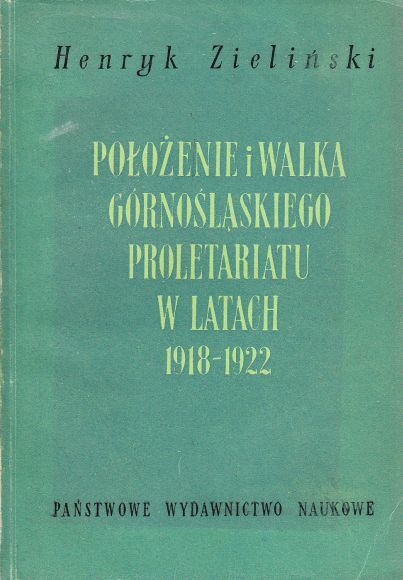 Henryk Zieliński
POŁOŻENIE i WALKA
GÓRNOŚLĄSKIEGO
PROLETARIATU
W LATACH
1918-1922
PAŃSTWOWE WYDAWNICTWO NAUKOWE